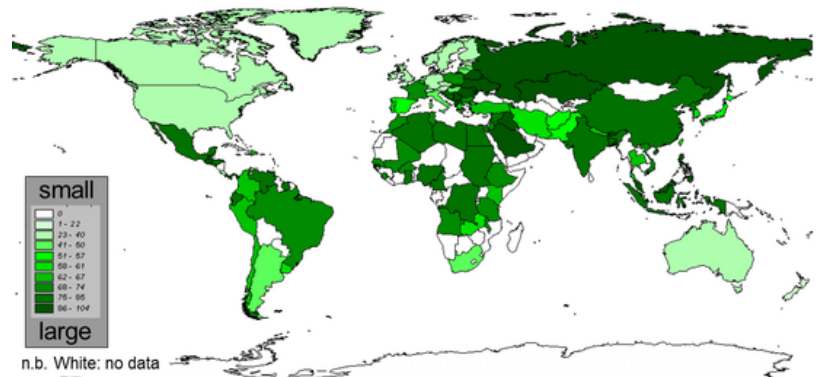 small
0
1 - 22
23 - 40
41 - 50
51 - 57
58 - 61
62 - 67
68 - 74
75 - 85
86 - 104
large
n.b. White: no data